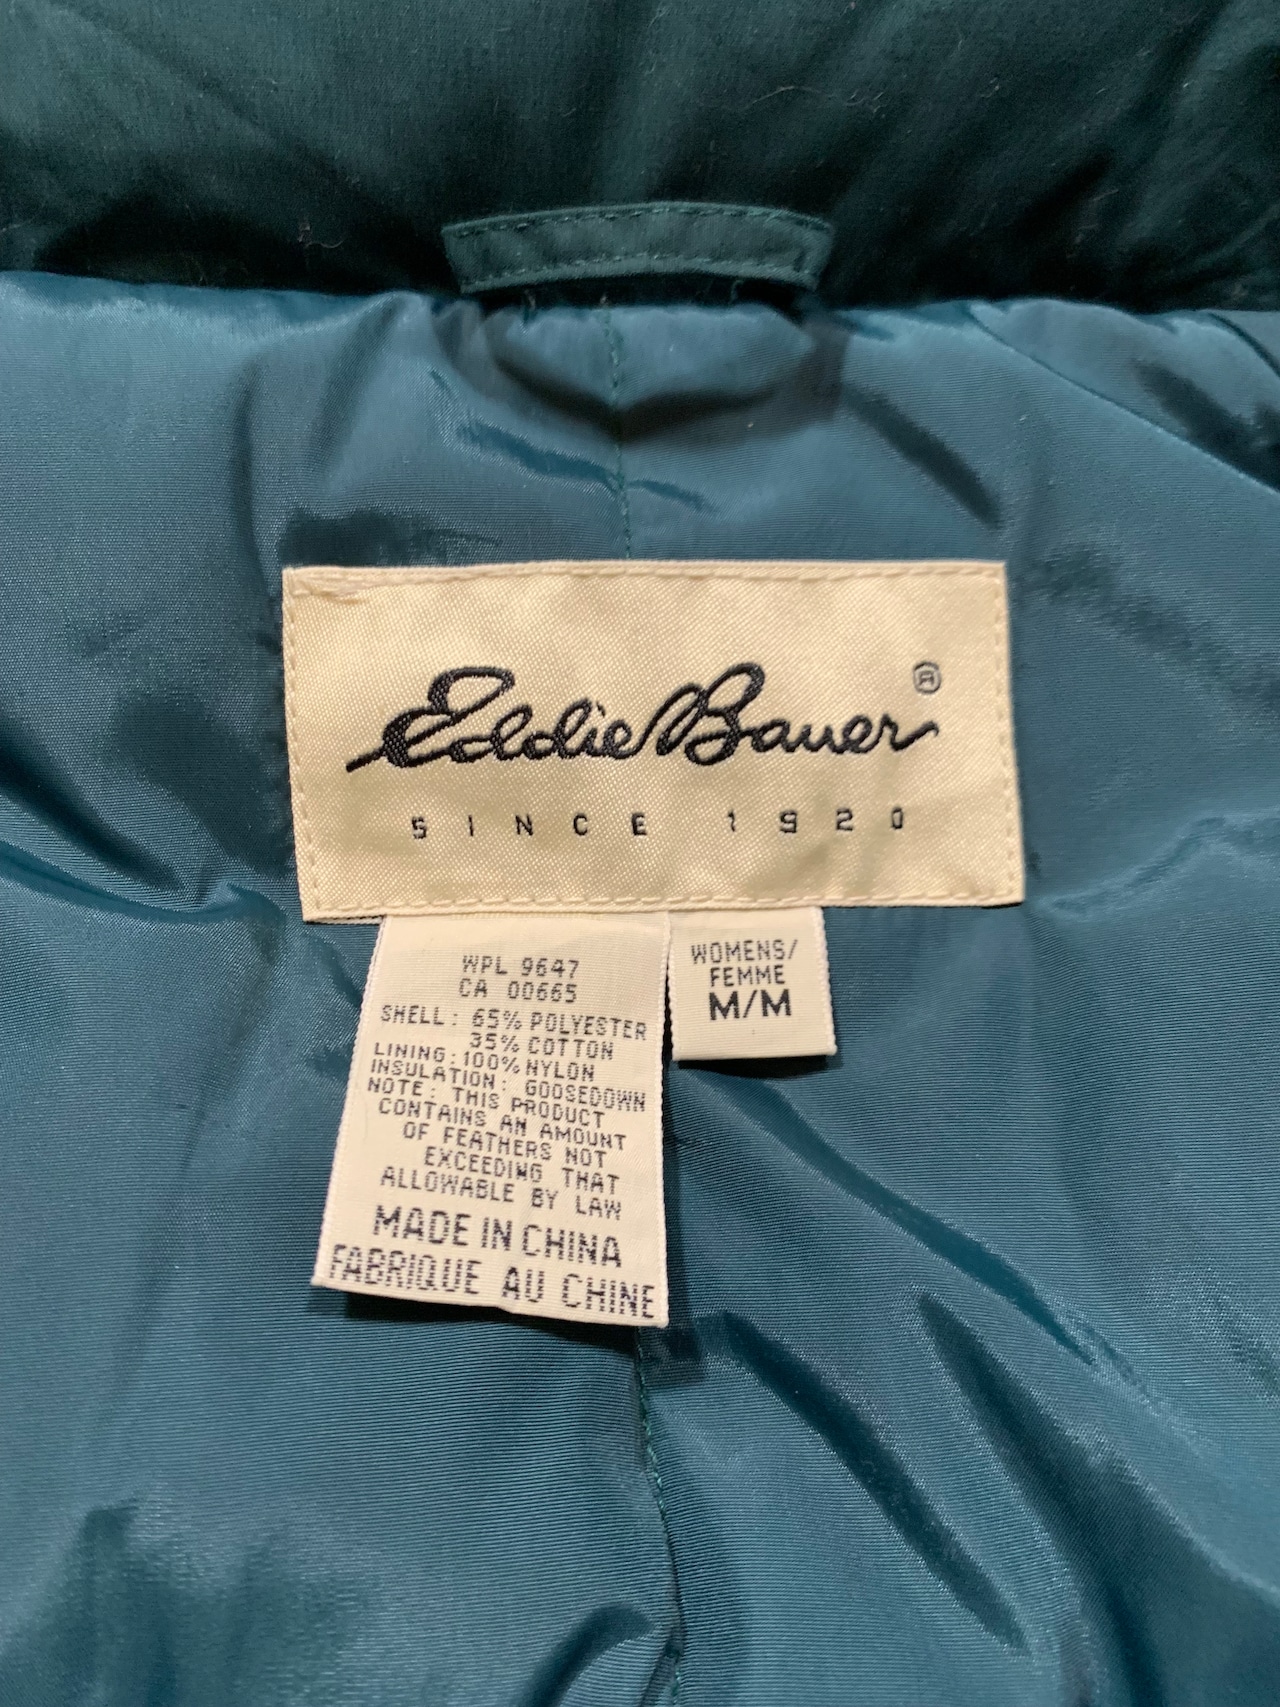 Eddie Bauer ®
SINCE 1920
WPL 9647
CA 00665
SHELL: 65% POLYESTER
35% COTTON
LINING: 100% NYLON
INSULATION: GOOSEDOWN
NOTE: THIS PRODUCT
CONTAINS AN AMOUNT
OF FEATHERS NOT
EXCEEDING THAT
ALLOWABLE BY LAW
MADE IN CHINA
FABRIQUE AU CHINE
WOMENS/
FEMME
M/M